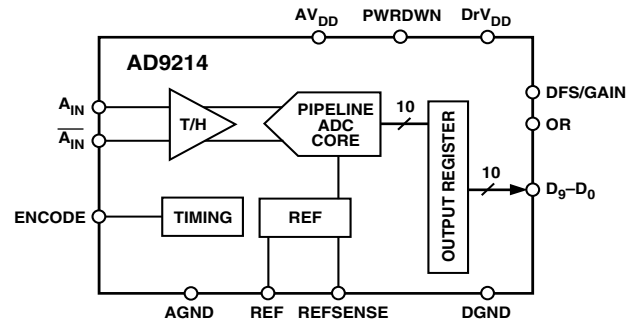 AVDD PWRDWN DrVDD
AD9214
AIN
AIN
T/H
PIPELINE
ADC
CORE
10
OUTPUT REGISTER
10
DFS/GAIN
OR
D9–D0
ENCODE
TIMING
REF
AGND REF REFSENSE DGND